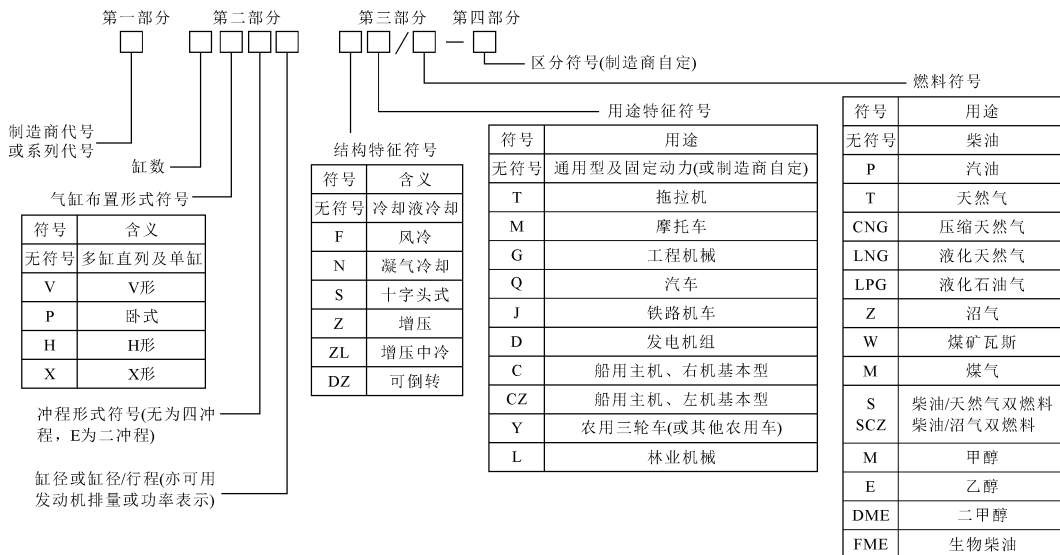 第一部分 第二部分 第三部分 第四部分
区分符号(制造商自定)
燃料符号
用途特征符号
结构特征符号
制造商代号
或系列代号
缸数
气缸布置形式符号
符号 含义
无符号 多缸直列及单缸
V V形
P 卧式
H H形
X X形
冲程形式符号(无为四冲
程，E为二冲程)
缸径或缸径/行程(亦可用
发动机排量或功率表示)
符号 含义
无符号 冷却液冷却
F 风冷
N 凝气冷却
S 十字头式
Z 增压
ZL 增压中冷
DZ 可倒转
符号 用途
无符号 通用型及固定动力(或制造商自定)
T 拖拉机
M 摩托车
G 工程机械
Q 汽车
J 铁路机车
D 发电机组
C 船用主机、右机基本型
CZ 船用主机、左机基本型
Y 农用三轮车(或其他农用车)
L 林业机械
符号 用途
无符号 柴油
P 汽油
T 天然气
CNG 压缩天然气
LNG 液化天然气
LPG 液化石油气
Z 沼气
W 煤矿瓦斯
M 煤气
S 柴油/天然气双燃料
SCZ 柴油/沼气双燃料
M 甲醇
E 乙醇
DME 二甲醇
FME 生物柴油